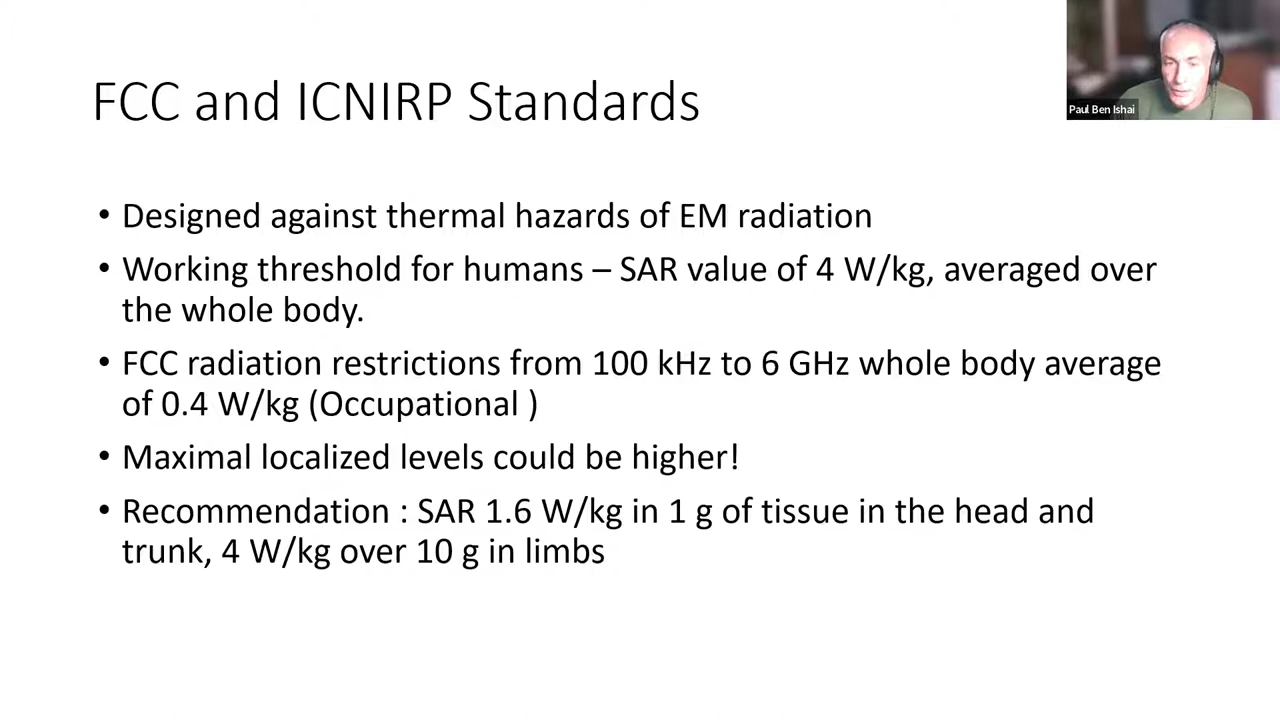 FCC and ICNIRP Standards
Paul Ben Ishai
• Designed against thermal hazards of EM radiation
• Working threshold for humans – SAR value of 4 W/kg, averaged over
the whole body.
• FCC radiation restrictions from 100 kHz to 6 GHz whole body average
of 0.4 W/kg (Occupational )
• Maximal localized levels could be higher!
• Recommendation : SAR 1.6 W/kg in 1 g of tissue in the head and
trunk, 4 W/kg over 10 g in limbs